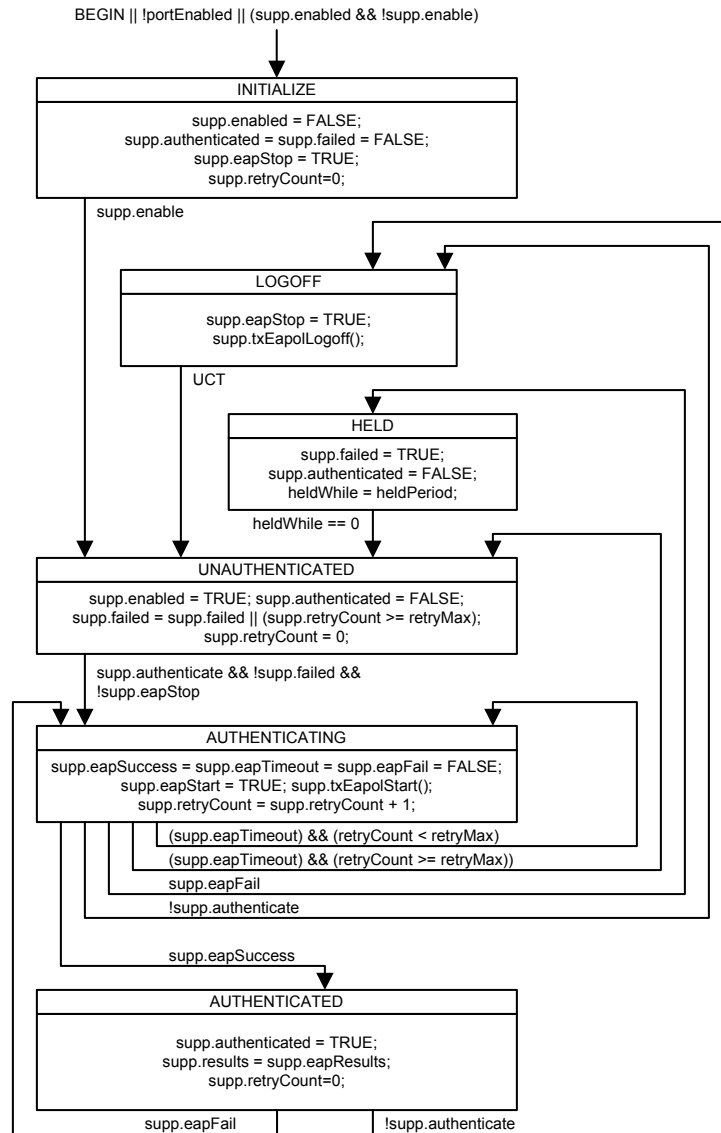 BEGIN || !portEnabled || (supp.enabled && !supp.enable)
INITIALIZE
supp.enabled = FALSE;
supp.authenticated = supp.failed = FALSE;
supp.eapStop = TRUE;
supp.retryCount=0;
supp.enable
LOGOFF
supp.eapStop = TRUE;
supp.txEapolLogoff();
UCT
HELD
supp.failed = TRUE;
supp.authenticated = FALSE;
heldWhile = heldPeriod;
heldWhile == 0
UNAUTHENTICATED
supp.enabled = TRUE; supp.authenticated = FALSE;
supp.failed = supp.failed || (supp.retryCount >= retryMax);
supp.retryCount = 0;
supp.authenticate && !supp.failed &&
!supp.eapStop
AUTHENTICATING
supp.eapSuccess = supp.eapTimeout = supp.eapFail = FALSE;
supp.eapStart = TRUE; supp.txEapolStart();
supp.retryCount = supp.retryCount + 1;
(supp.eapTimeout) && (retryCount < retryMax)
(supp.eapTimeout) && (retryCount >= retryMax))
supp.eapFail
!supp.authenticate
supp.eapSuccess
AUTHENTICATED
supp.authenticated = TRUE;
supp.results = supp.eapResults;
supp.retryCount=0;
supp.eapFail
!supp.authenticate